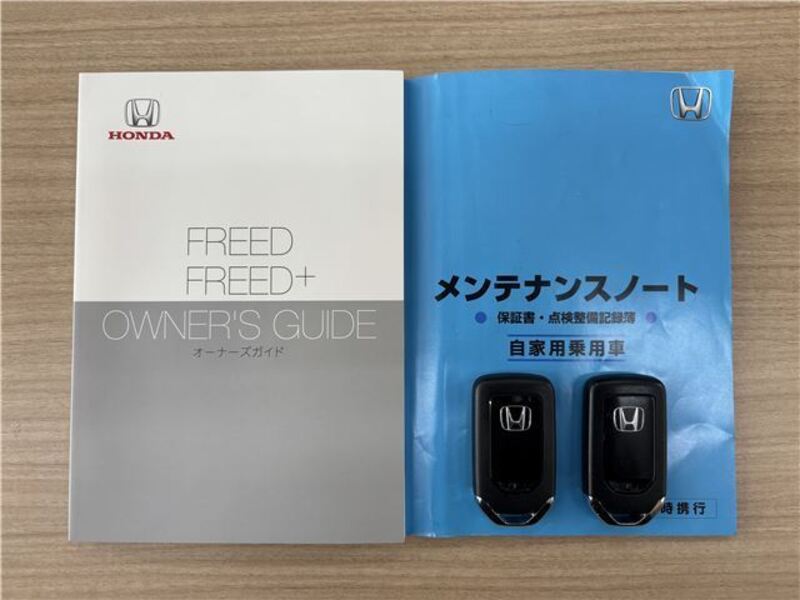 HONDA
FREED
FREED+
OWNER'S GUIDE
オーナーズガイド
メンテナンスノート
保証書・点検整備記録簿
自家用乗用車
時携行